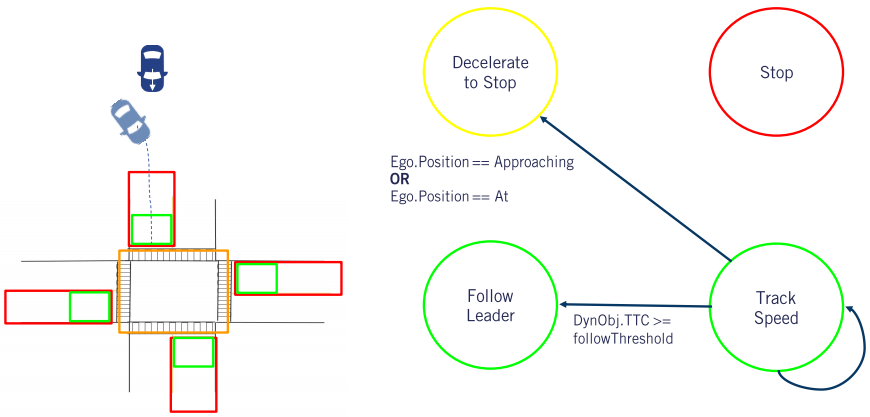 Decelerate
to Stop
Stop
Ego.Position == Approaching
OR
Ego.Position == At
Follow
Leader
DynObj.TTC >=
followThreshold
Track
Speed